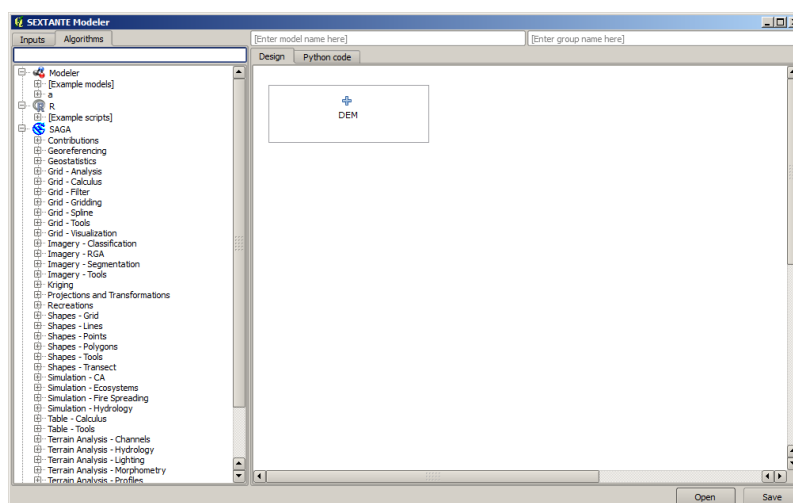 SEXTANTE Modeler
Inputs Algorithms
[Enter model name here] [Enter group name here]
Design Python code
Modeler
[Example models]
a
R
[Example scripts]
SAGA
Contributions
Georeferencing
Geostatistics
Grid - Analysis
Grid - Calculus
Grid - Filter
Grid - Gridding
Grid - Spline
Grid - Tools
Grid - Visualization
Imagery - Classification
Imagery - RGA
Imagery - Segmentation
Imagery - Tools
Kriging
Projections and Transformations
Recreations
Shapes - Grid
Shapes - Lines
Shapes - Points
Shapes - Polygons
Shapes - Tools
Shapes - Transect
Simulation - CA
Simulation - Ecosystems
Simulation - Fire Spreading
Simulation - Hydrology
Table - Calculus
Table - Tools
Terrain Analysis - Channels
Terrain Analysis - Hydrology
Terrain Analysis - Lighting
Terrain Analysis - Morphometry
Terrain Analysis - Profiles
DEM
Open Save